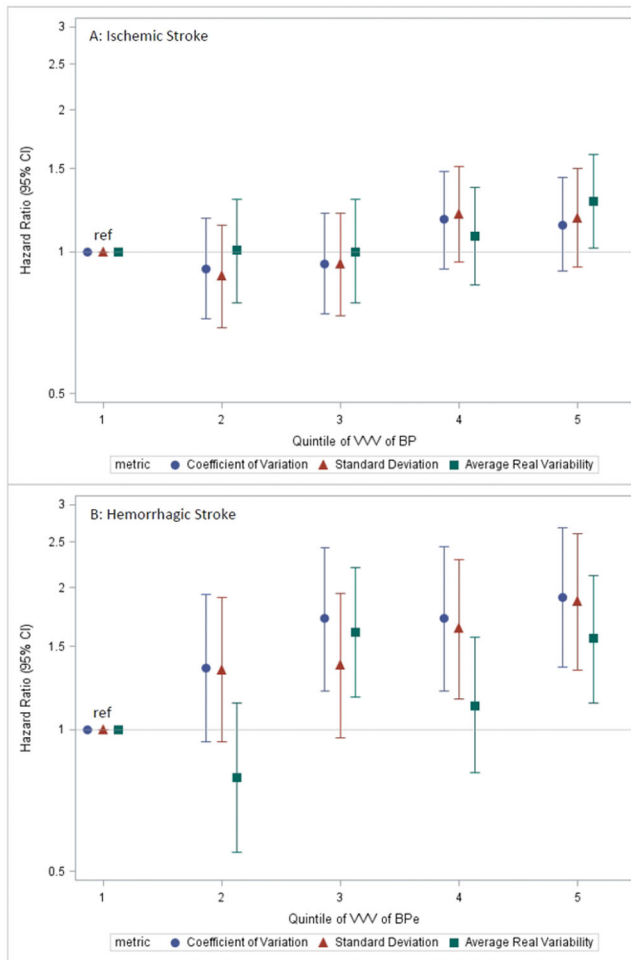 A: Ischemic Stroke
Hazard Ratio (95% CI)
3
2
1.5
1
0.5
ref
1 2 3 4 5
Quintile of VVV of BP
metric Coefficient of Variation Standard Deviation Average Real Variability
B: Hemorrhagic Stroke
Hazard Ratio (95% CI)
3
2.5
2
1.5
1
0.5
ref
1 2 3 4 5
Quintile of VVV of BPe
metric Coefficient of Variation Standard Deviation Average Real Variability